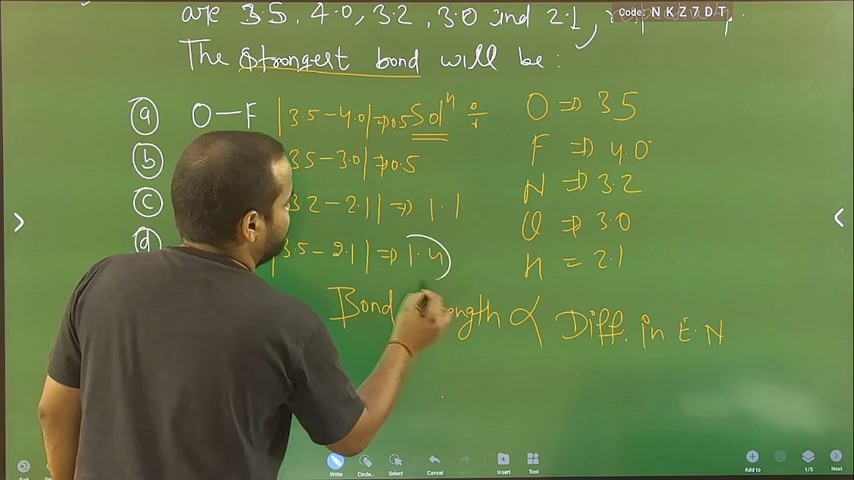 are 3.5, 4.0, 3.2, 3.0 and 2.1,
Code: NKZ7DT
The strongest bond will be:
(a) O—F |3.5-4.0|⇒0.5 Solⁿ O ⇒ 3.5
(b) 3.5-3.0|⇒0.5 F ⇒ 4.0
(c) 3.2-2.1|⇒ 1.1 N ⇒ 3.2
(d) |3.5-2.1|⇒ 1.4 ⇒ 3.0
H = 2.1
Bond ∝ Diff. in E.N
Write Circle... Select Cancel Insert Tool Add to 1/5 Next